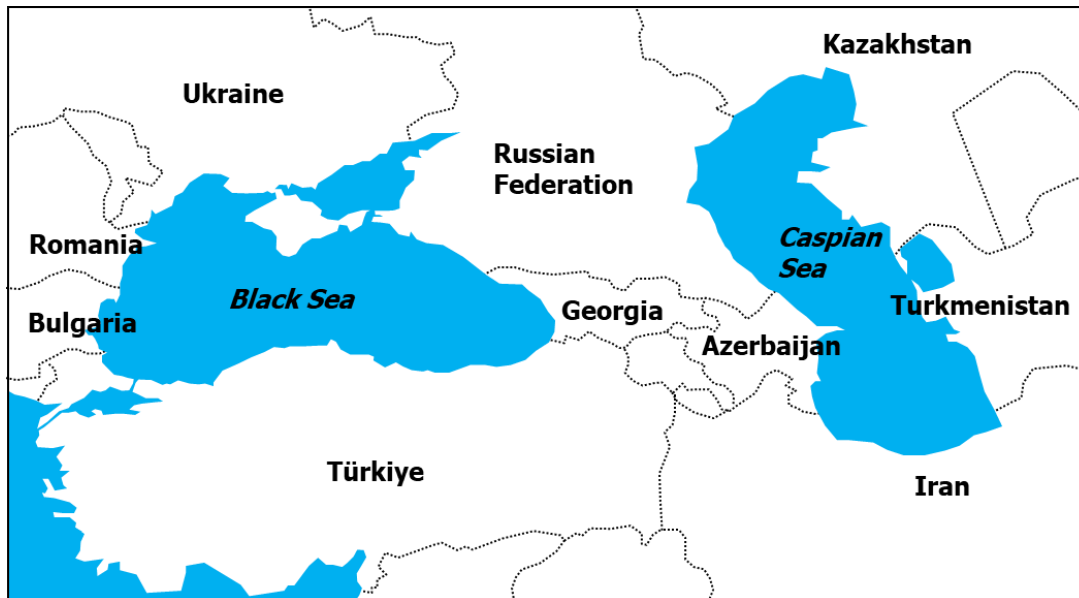 Kazakhstan
Ukraine
Russian
Federation
Romania
Caspian
Sea
Black Sea
Georgia
Turkmenistan
Bulgaria
Azerbaijan
Türkiye
Iran